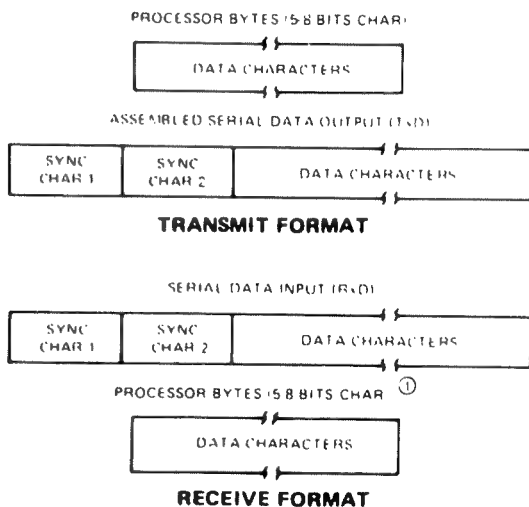 PROCESSOR BYTES (5-8 BITS CHAR)
DATA CHARACTERS
ASSEMBLED SERIAL DATA OUTPUT (TxD)
SYNC CHAR 1
SYNC CHAR 2
DATA CHARACTERS
TRANSMIT FORMAT
SERIAL DATA INPUT (RxD)
SYNC CHAR 1
SYNC CHAR 2
DATA CHARACTERS
PROCESSOR BYTES (5-8 BITS CHAR ①
DATA CHARACTERS
RECEIVE FORMAT